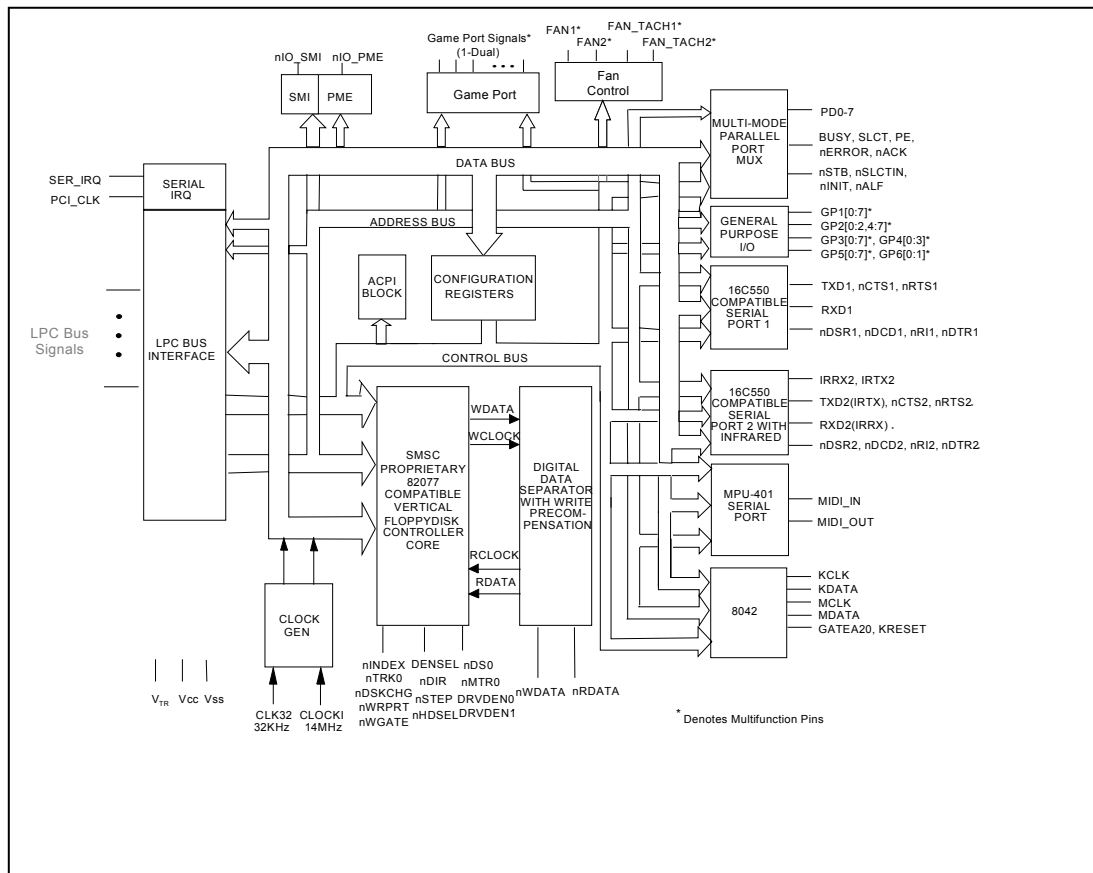 FAN1*
FAN_TACH1*
Game Port Signals*
(1-Dual)
FAN2*
FAN_TACH2*
nIO_SMI
nIO_PME
SMI
PME
Game Port
Fan
Control
MULTI-MODE
PARALLEL
PORT
MUX
PD0-7
BUSY, SLCT, PE,
nERROR, nACK
nSTB, nSLCTIN,
nINIT, nALF
DATA BUS
SER_IRQ
PCI_CLK
SERIAL
IRQ
ADDRESS BUS
GENERAL
PURPOSE
I/O
GP1[0:7]*
GP2[0:2,4:7]*
GP3[0:7]*, GP4[0:3]*
GP5[0:7]*, GP6[0:1]*
ACPI
BLOCK
CONFIGURATION
REGISTERS
16C550
COMPATIBLE
SERIAL
PORT 1
TXD1, nCTS1, nRTS1
RXD1
nDSR1, nDCD1, nRI1, nDTR1
LPC Bus
Signals
LPC BUS
INTERFACE
CONTROL BUS
16C550
COMPATIBLE
SERIAL
PORT 2 WITH
INFRARED
IRRX2, IRTX2
TXD2(IRTX), nCTS2, nRTS2.
RXD2(IRRX) .
nDSR2, nDCD2, nRI2, nDTR2.
WDATA
WCLOCK
SMSC
PROPRIETARY
82077
COMPATIBLE
VERTICAL
FLOPPYDISK
CONTROLLER
CORE
DIGITAL
DATA
SEPARATOR
WITH WRITE
PRECOM-
PENSATION
RCLOCK
RDATA
MPU-401
SERIAL
PORT
MIDI_IN
MIDI_OUT
8042
KCLK
KDATA
MCLK
MDATA
GATEA20, KRESET
CLOCK
GEN
VTR
Vcc
Vss
CLK32
32KHz
CLOCKI
14MHz
nINDEX
nTRK0
nDSKCHG
nWRPRT
nWGATE
DENSEL
nDIR
nSTEP
nHDSEL
nDS0
nMTR0
DRVDEN0
DRVDEN1
nWDATA
nRDATA
* Denotes Multifunction Pins